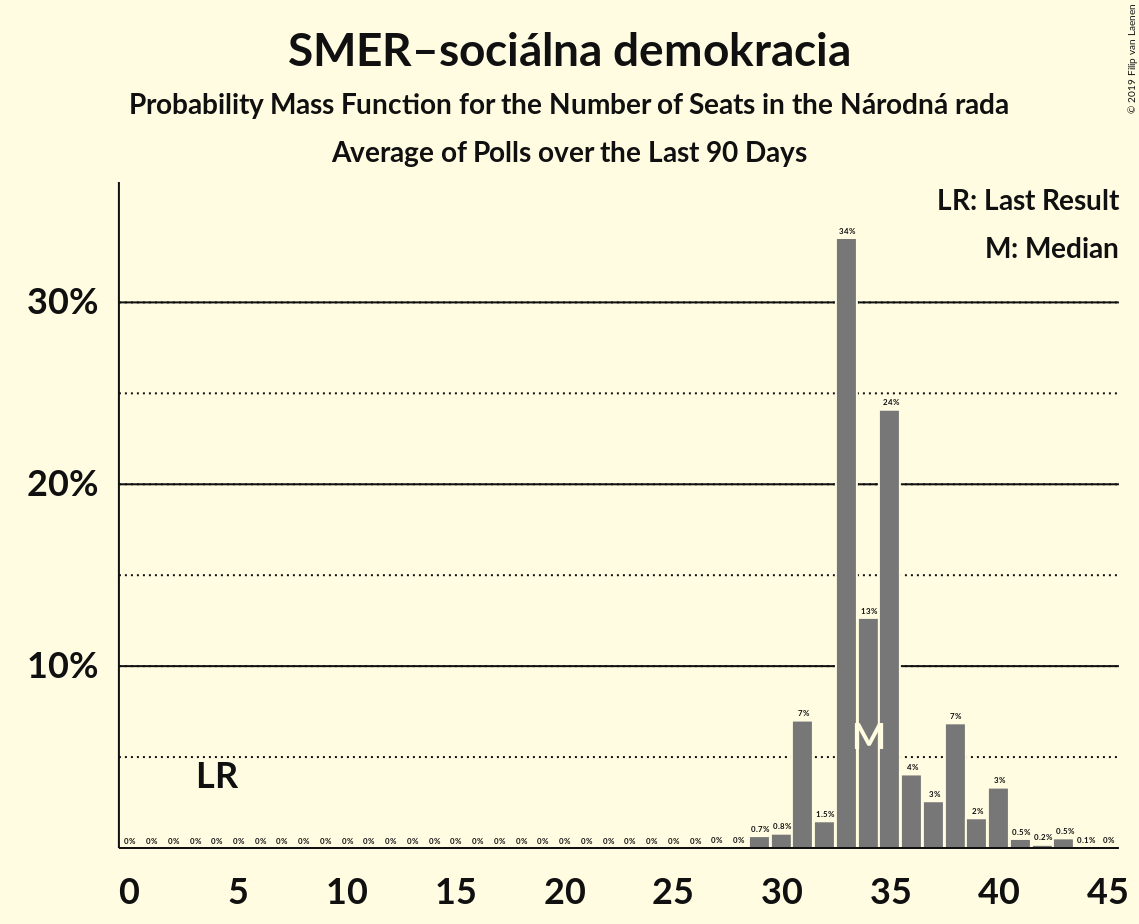 © 2019 Filip van Laenen
SMER–sociálna demokracia
Probability Mass Function for the Number of Seats in the Národná rada
Average of Polls over the Last 90 Days
LR: Last Result
M: Median
34%
30%
24%
20%
13%
10%
7% 7%
M
4%
LR
3% 3%
2%
0% 0% 0% 0% 0% 0% 0% 0% 0% 0% 0% 0% 0% 0% 0% 0% 0% 0% 0% 0% 0% 0% 0% 0% 0% 0% 0% 0% 0% 0.7% 0.8% 1.5% 0.5% 0.2% 0.5% 0.1% 0%
0 5 10 15 20 25 30 35 40 45